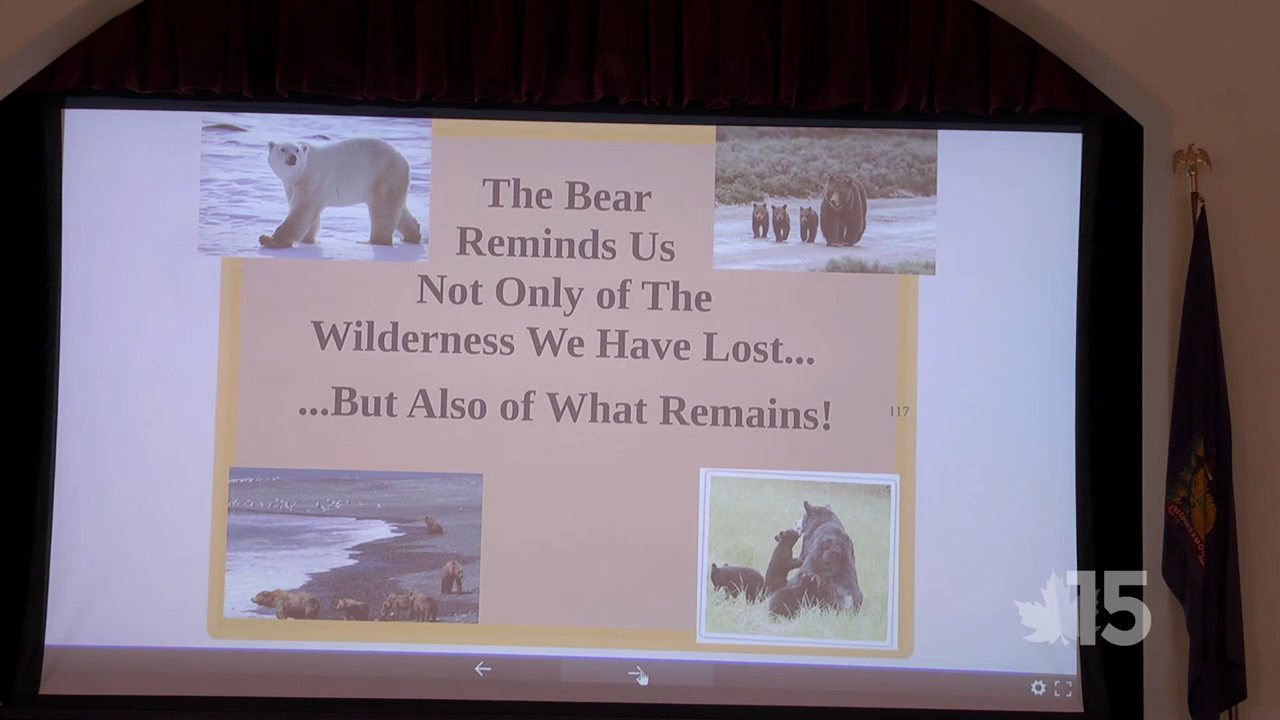 The Bear
Reminds Us
Not Only of The
Wilderness We Have Lost...
...But Also of What Remains!
117
15